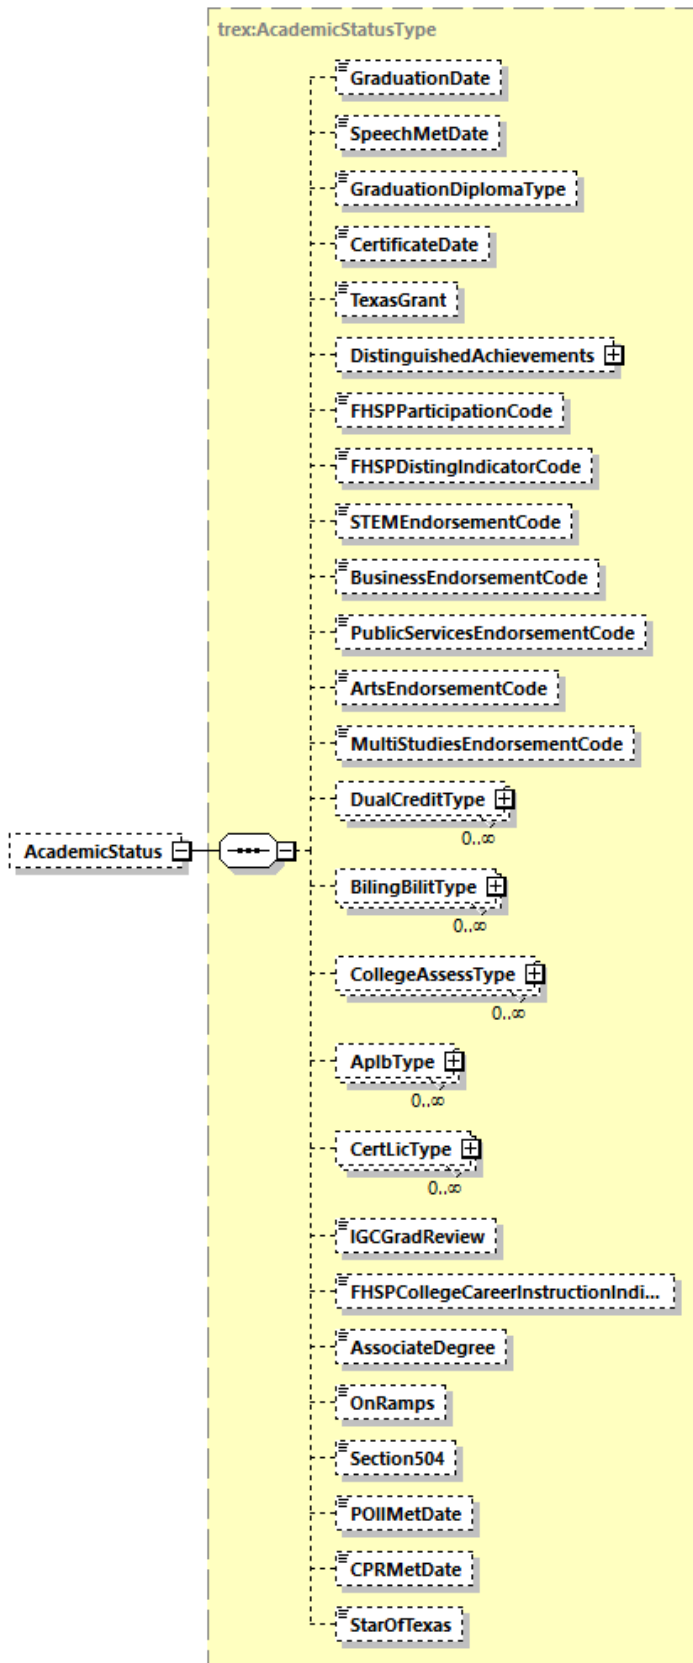 trex:AcademicStatusType
GraduationDate
SpeechMetDate
GraduationDiplomaType
CertificateDate
TexasGrant
DistinguishedAchievements
FHSPParticipationCode
FHSPDistingIndicatorCode
STEMEndorsementCode
BusinessEndorsementCode
PublicServicesEndorsementCode
ArtsEndorsementCode
MultiStudiesEndorsementCode
DualCreditType
0..∞
AcademicStatus
BilingBilitType
0..∞
CollegeAssessType
0..∞
ApIbType
0..∞
CertLicType
0..∞
IGCGradReview
FHSPCollegeCareerInstructionIndi...
AssociateDegree
OnRamps
Section504
POIIMetDate
CPRMetDate
StarOfTexas